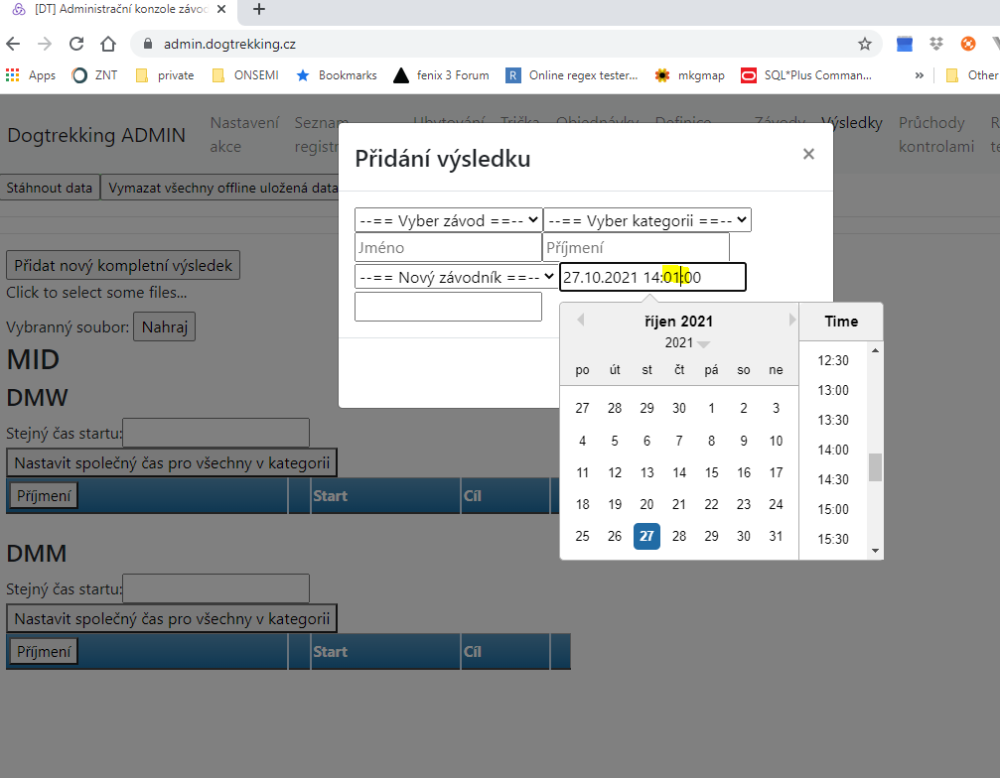 [DT] Administrační konzole závod
admin.dogtrekking.cz
Apps ZNT private ONSEMI Bookmarks fenix 3 Forum R Online regex tester... mkgmap SQL*Plus Comman... » Other
Dogtrekking ADMIN
Nastavení akce
Seznam registr
Ubytování Trička Objednávky Definice Závody
Výsledky
Průchody kontrolami
R te
Stáhnout data
Vymazat všechny offline uložená data
Přidání výsledku
×
--== Vyber závod ==--
--== Vyber kategorii ==--
Jméno
Příjmení
--== Nový závodník ==--
27.10.2021 14:01:00
Přidat nový kompletní výsledek
Click to select some files...
Vybranný soubor: Nahraj
MID
DMW
Stejný čas startu:
Nastavit společný čas pro všechny v kategorii
Příjmení Start Cíl
DMM
Stejný čas startu:
Nastavit společný čas pro všechny v kategorii
Příjmení Start Cíl
říjen 2021
2021
po út st čt pá so ne
27 28 29 30 1 2 3
4 5 6 7 8 9 10
11 12 13 14 15 16 17
18 19 20 21 22 23 24
25 26 27 28 29 30 31
Time
12:30
13:00
13:30
14:00
14:30
15:00
15:30